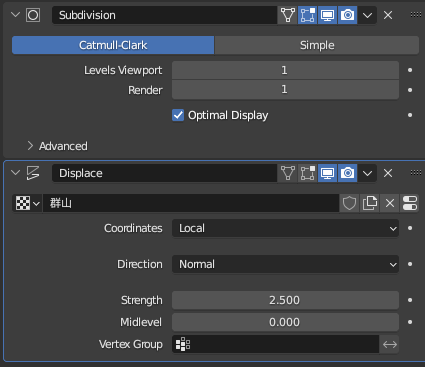 Subdivision
Catmull-Clark Simple
Levels Viewport 1
Render 1
Optimal Display
Advanced
Displace
群山
Coordinates Local
Direction Normal
Strength 2.500
Midlevel 0.000
Vertex Group